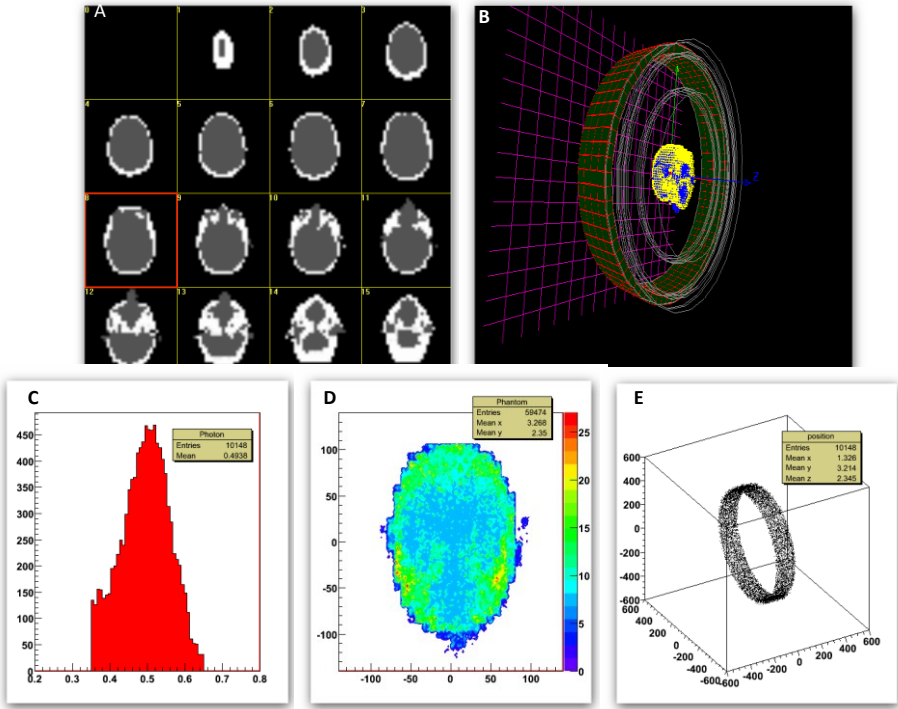 A
0 1 2 3
4 5 6 7
8 9 10 11
12 13 14 15
B
Z
C
Photon
Entries 10148
Mean 0.4938
450
400
350
300
250
200
150
100
50
0
0.2 0.3 0.4 0.5 0.6 0.7 0.8
D
Phantom
Entries 59474
Mean x 3.268
Mean y 2.35
100
50
0
-50
-100
-100 -50 0 50 100
25
20
15
10
5
0
E
position
Entries 10148
Mean x 1.326
Mean y 3.214
Mean z 2.345
600
400
200
0
-200
-400
-600
600
400
200
0
-200
-400
-600
-600 -400 -200 0 200 400 600